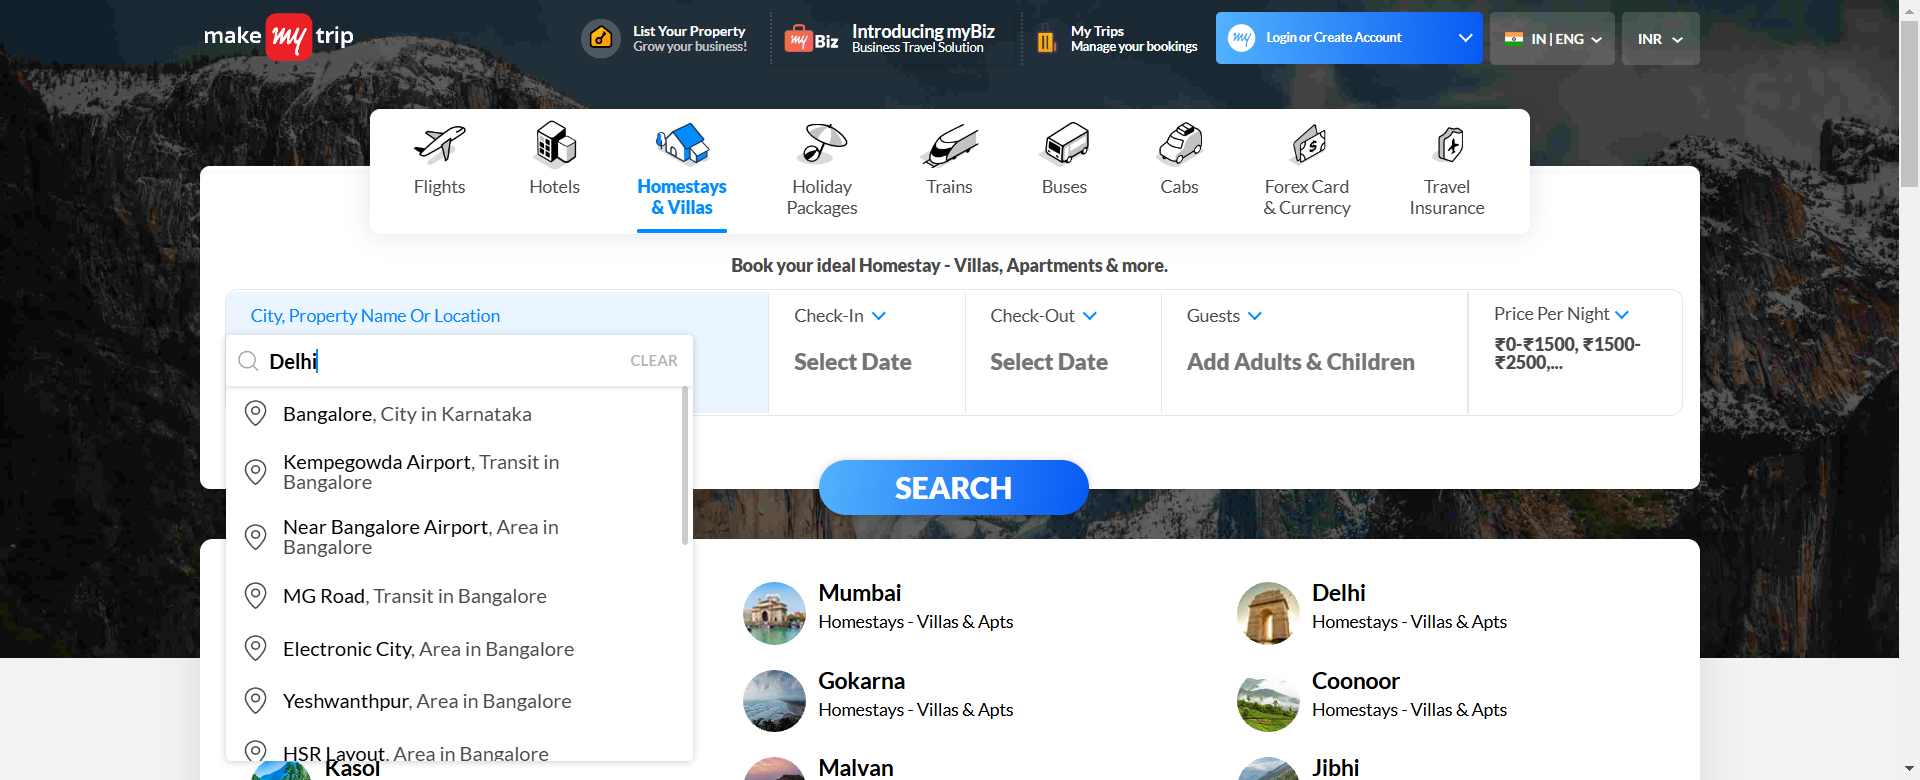 make my trip
List Your Property
Grow your business!
my Biz
Introducing myBiz
Business Travel Solution
My Trips
Manage your bookings
my
Login or Create Account
IN | ENG
INR
Flights
Hotels
Homestays
& Villas
Holiday
Packages
Trains
Buses
Cabs
Forex Card
& Currency
Travel
Insurance
Book your ideal Homestay - Villas, Apartments & more.
City, Property Name Or Location
Check-In
Select Date
Check-Out
Select Date
Guests
Add Adults & Children
Price Per Night
₹0-₹1500, ₹1500-
₹2500,...
Delhi
CLEAR
Bangalore, City in Karnataka
Kempegowda Airport, Transit in
Bangalore
Near Bangalore Airport, Area in
Bangalore
MG Road, Transit in Bangalore
Electronic City, Area in Bangalore
Yeshwanthpur, Area in Bangalore
HSR Layout, Area in Bangalore
SEARCH
Mumbai
Homestays - Villas & Apts
Delhi
Homestays - Villas & Apts
Gokarna
Homestays - Villas & Apts
Coonoor
Homestays - Villas & Apts
Kasol
Malvan
Jibhi